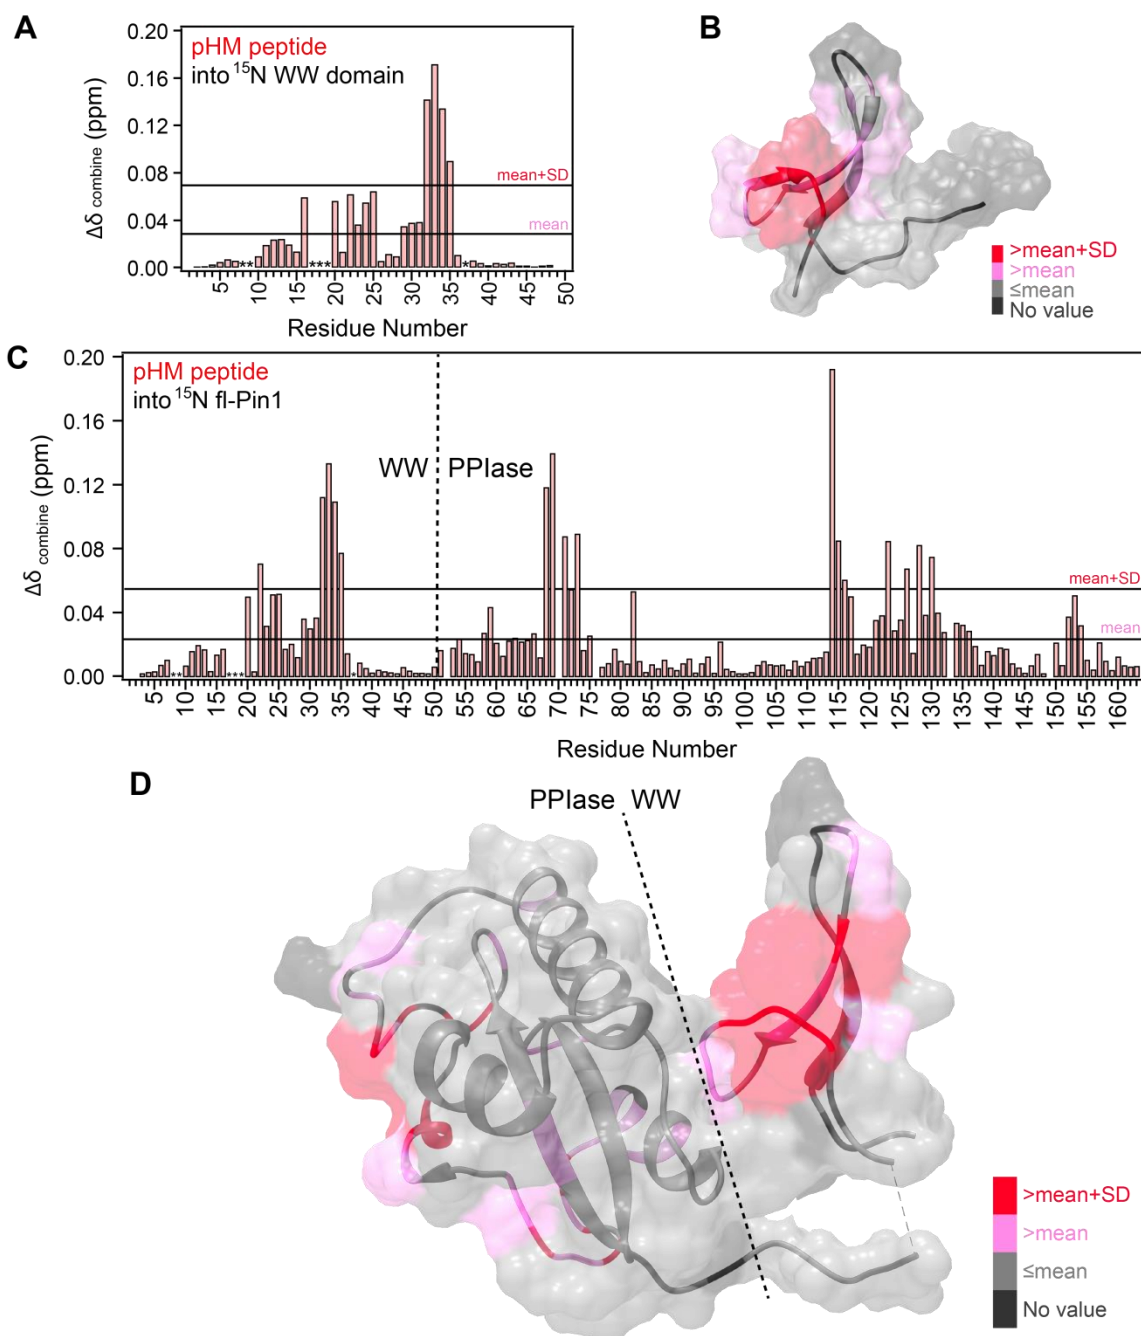 A
pHM peptide
into ¹⁵N WW domain
Δδ combine (ppm)
0.20
0.16
0.12
0.08
0.04
0.00
mean+SD
mean
** *** *
5 10 15 20 25 30 35 40 45 50
Residue Number
B
>mean+SD
>mean
≤mean
No value
C
pHM peptide
into ¹⁵N fl-Pin1
WW PPIase
Δδ combine (ppm)
0.20
0.16
0.12
0.08
0.04
0.00
mean+SD
mean
** *** *
5 10 15 20 25 30 35 40 45 50 55 60 65 70 75 80 85 90 95 100 105 110 115 120 125 130 135 140 145 150 155 160
Residue Number
D
PPIase WW
>mean+SD
>mean
≤mean
No value